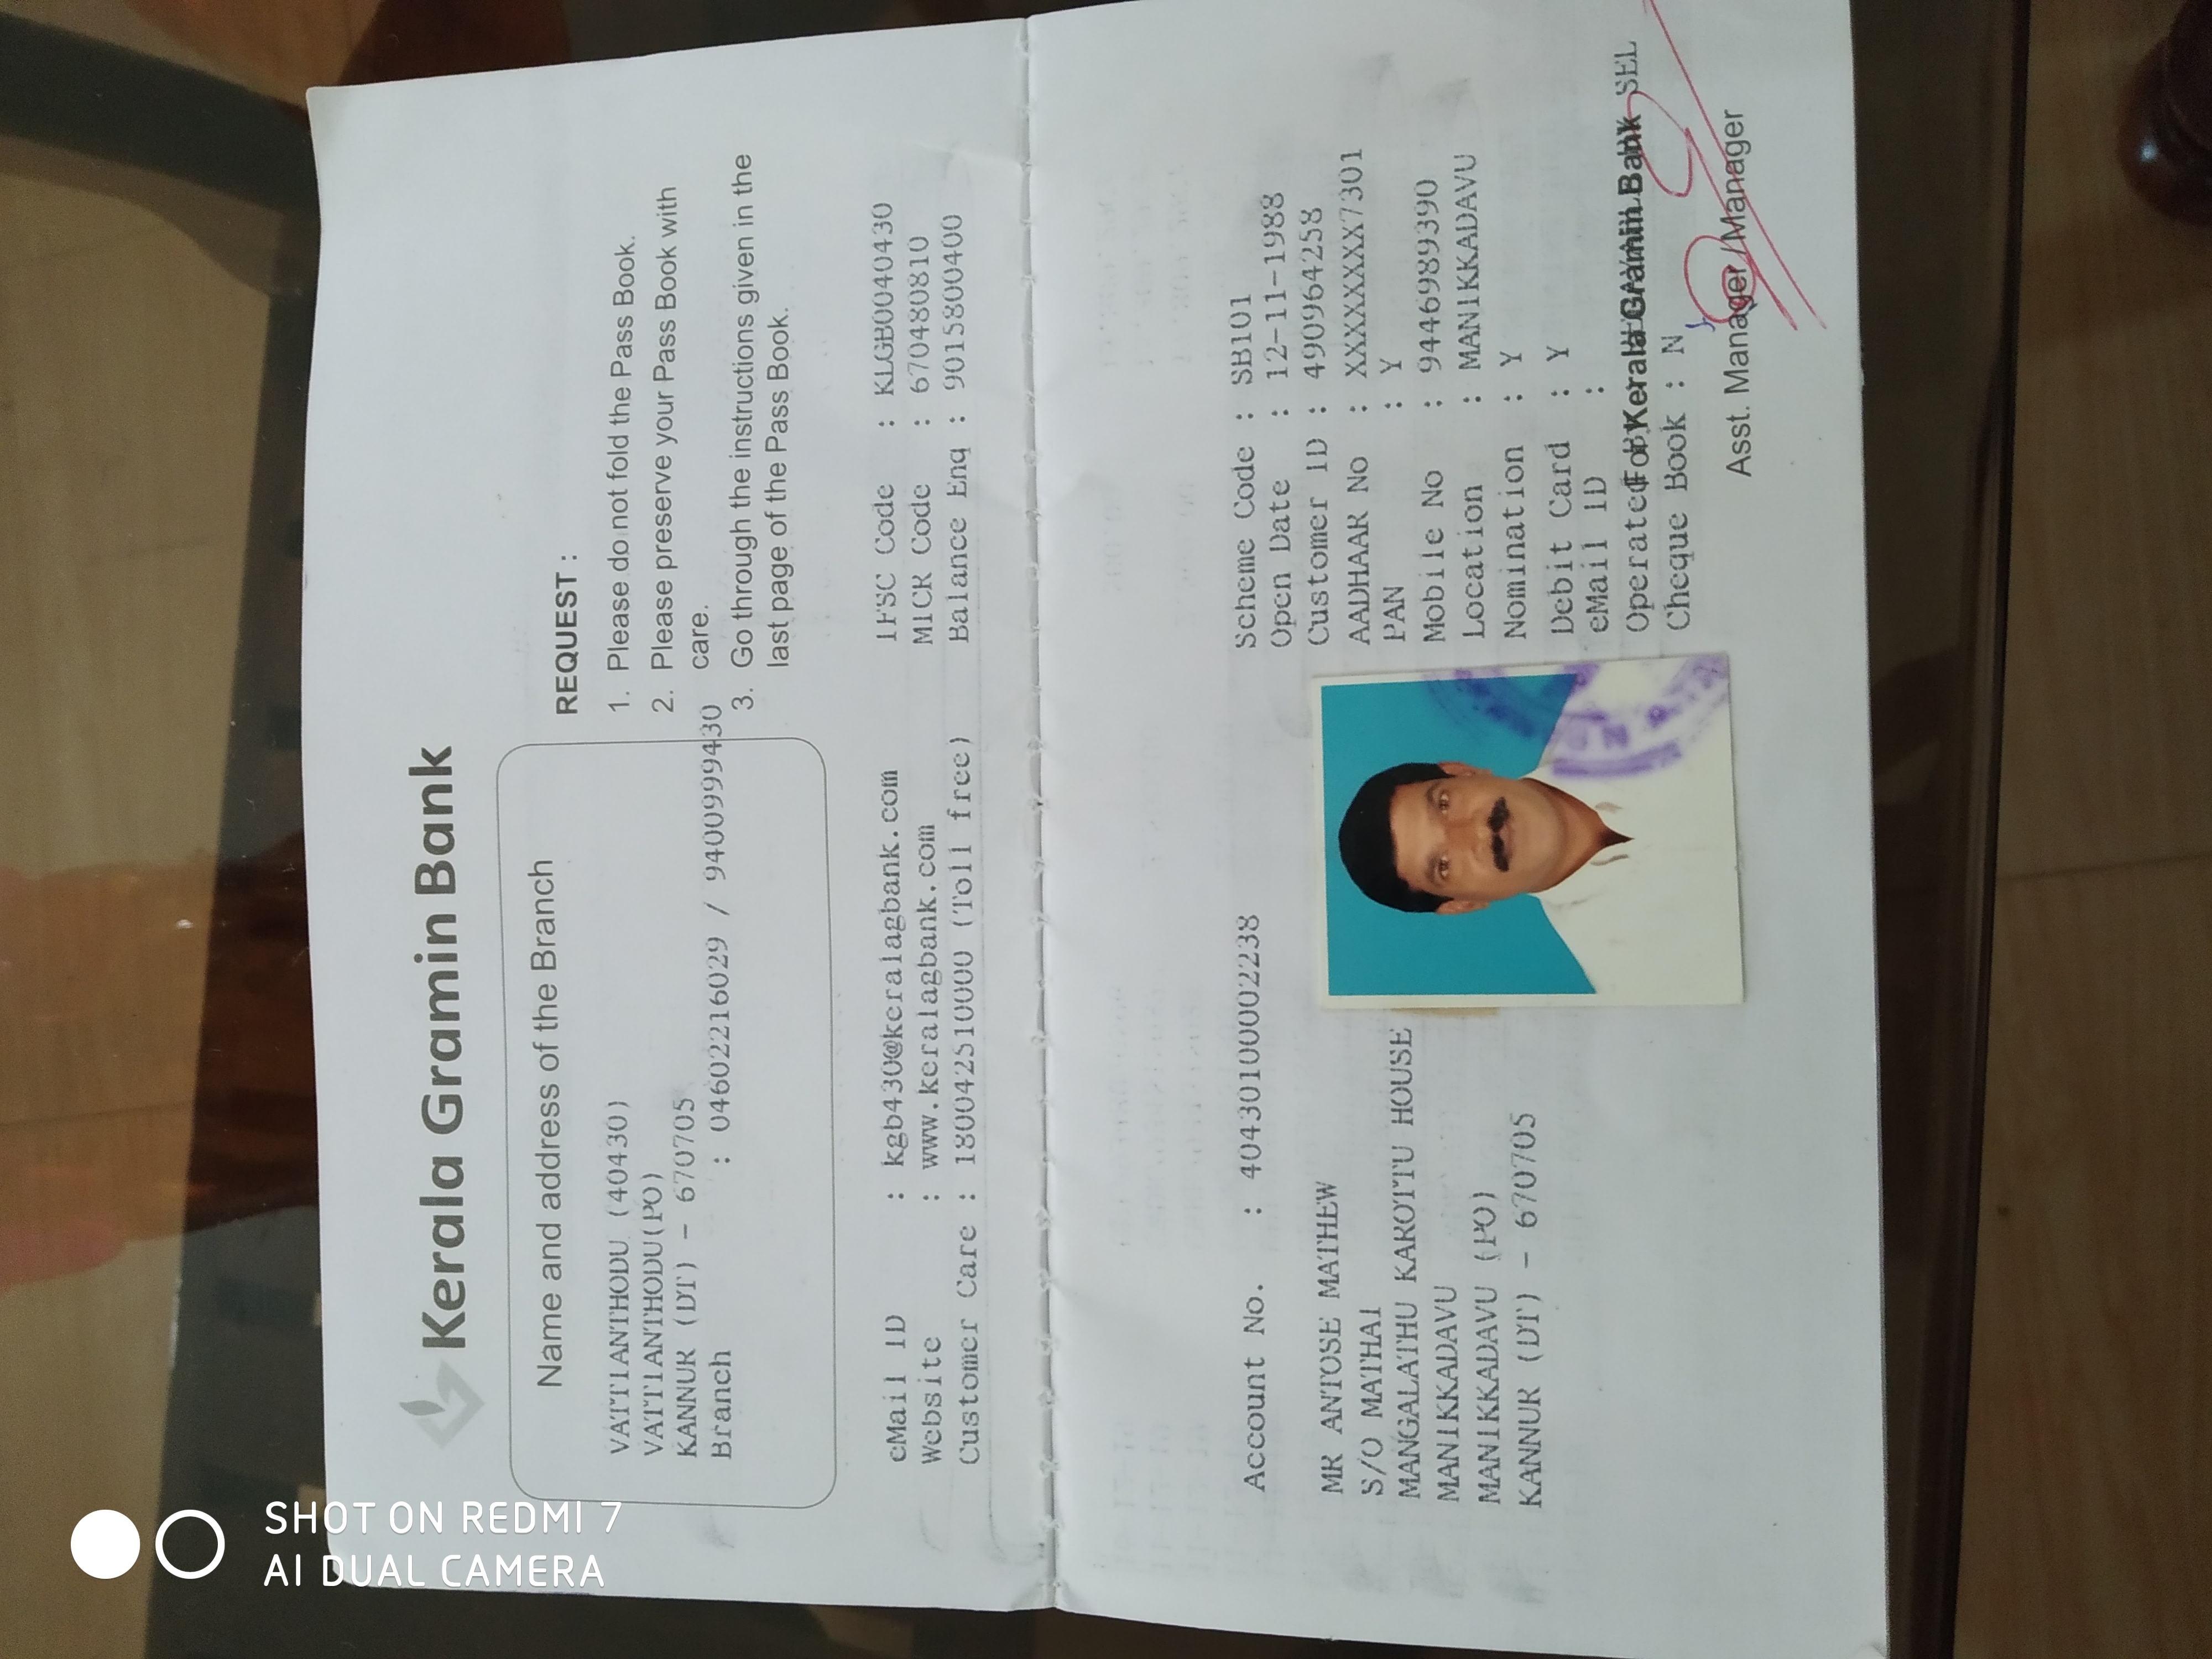 Kerala Gramin Bank
Name and address of the Branch
VATTIANTHODU (40430)
VATTIANTHODU(PO)
KANNUR (DT) - 670705
Branch : 04602216029 / 9400999430
REQUEST :
1. Please do not fold the Pass Book.
2. Please preserve your Pass Book with
care.
3. Go through the instructions given in the
last page of the Pass Book.
eMail ID : kgb430@keralagbank.com
Website : www.keralagbank.com
Customer Care : 180042510000 (Toll free)
IFSC Code : KLGB0040430
MICR Code : 670480810
Balance Enq : 9015800400
Account No. : 40430100002238
MR ANTOSE MATHEW
S/O MATHAI
MANGALATHU KAROTTU HOUSE
MANIKKADAVU
MANIKKADAVU (PO)
KANNUR (DT) - 670705
Scheme Code : SB101
Open Date : 12-11-1988
Customer ID : 490964258
AADHAAR No : XXXXXXXX7301
PAN : Y
Mobile No : 9446989390
Location : MANIKKADAVU
Nomination : Y
Debit Card : Y
eMail ID :
Operated SEL
For Kerala Gramin Bank
Cheque Book : N
Asst. Manager / Manager
SHOT ON REDMI 7
AI DUAL CAMERA